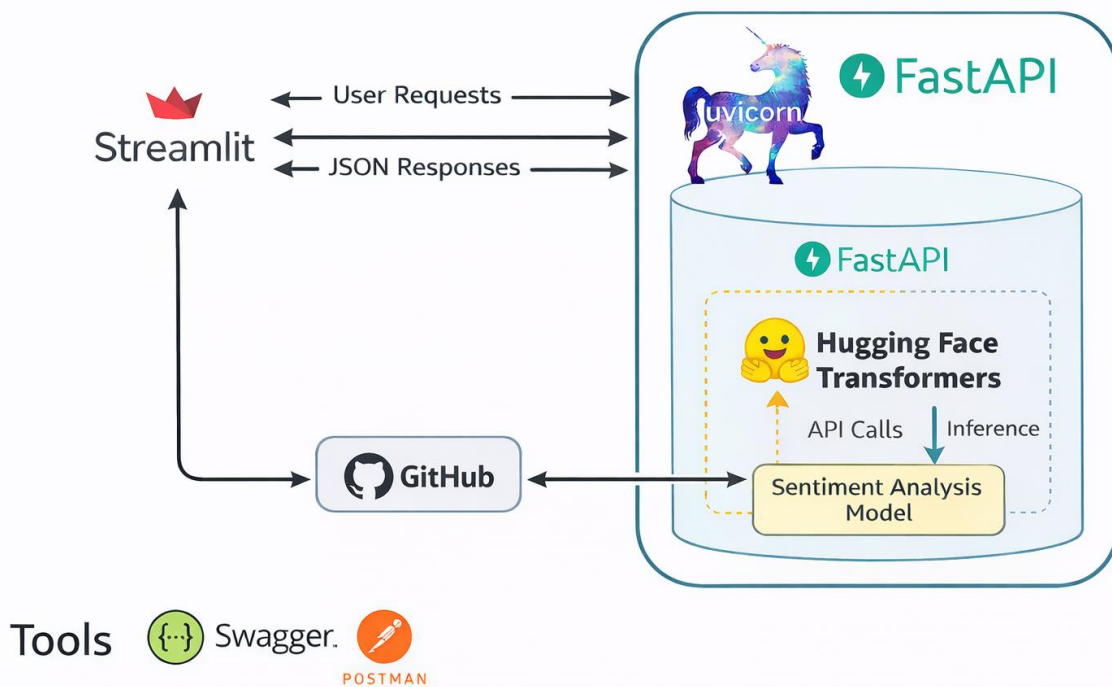 User Requests
Streamlit
JSON Responses
uvicorn
FastAPI
FastAPI
Hugging Face
Transformers
API Calls
Inference
Sentiment Analysis
Model
GitHub
Tools
{···}
Swagger.
POSTMAN